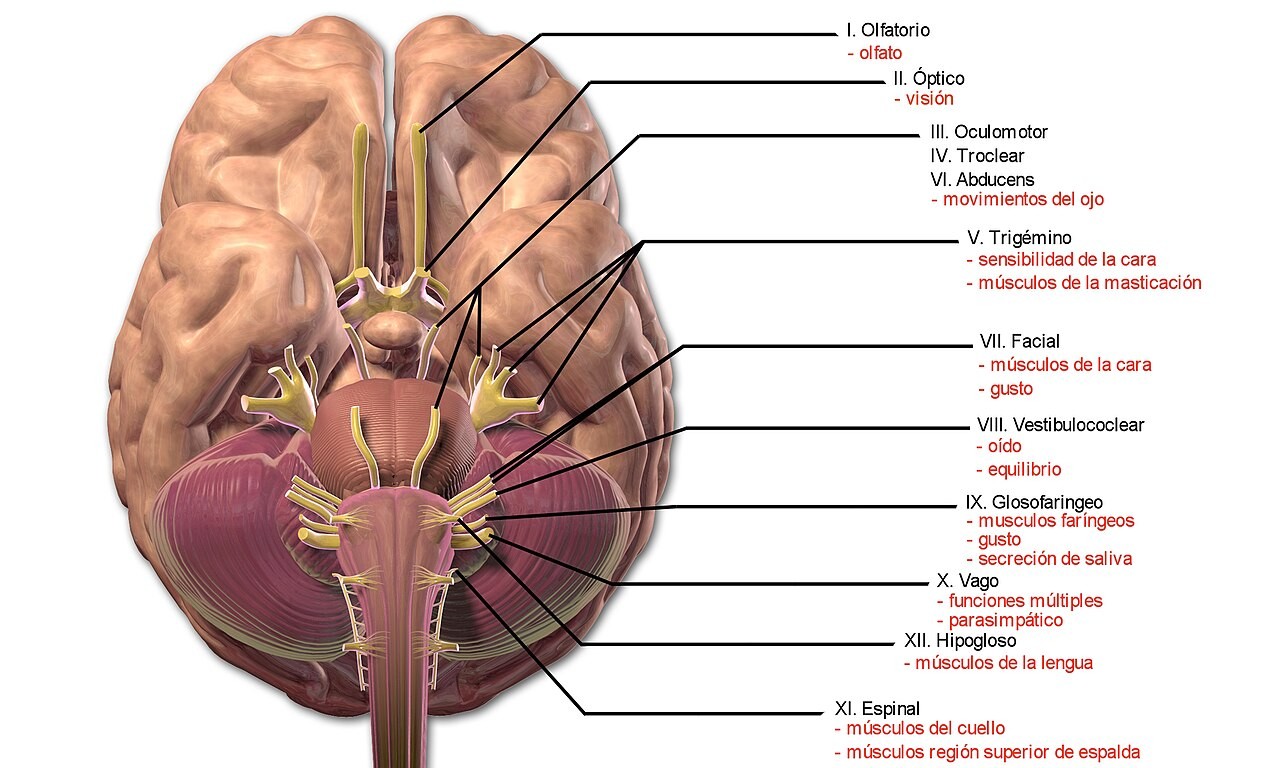 I. Olfatorio
- olfato
II. Óptico
- visión
III. Oculomotor
IV. Troclear
VI. Abducens
- movimientos del ojo
V. Trigémino
- sensibilidad de la cara
- músculos de la masticación
VII. Facial
- músculos de la cara
- gusto
VIII. Vestibulococlear
- oído
- equilibrio
IX. Glosofaringeo
- musculos faríngeos
- gusto
- secreción de saliva
X. Vago
- funciones múltiples
- parasimpático
XII. Hipogloso
- músculos de la lengua
XI. Espinal
- músculos del cuello
- músculos región superior de espalda